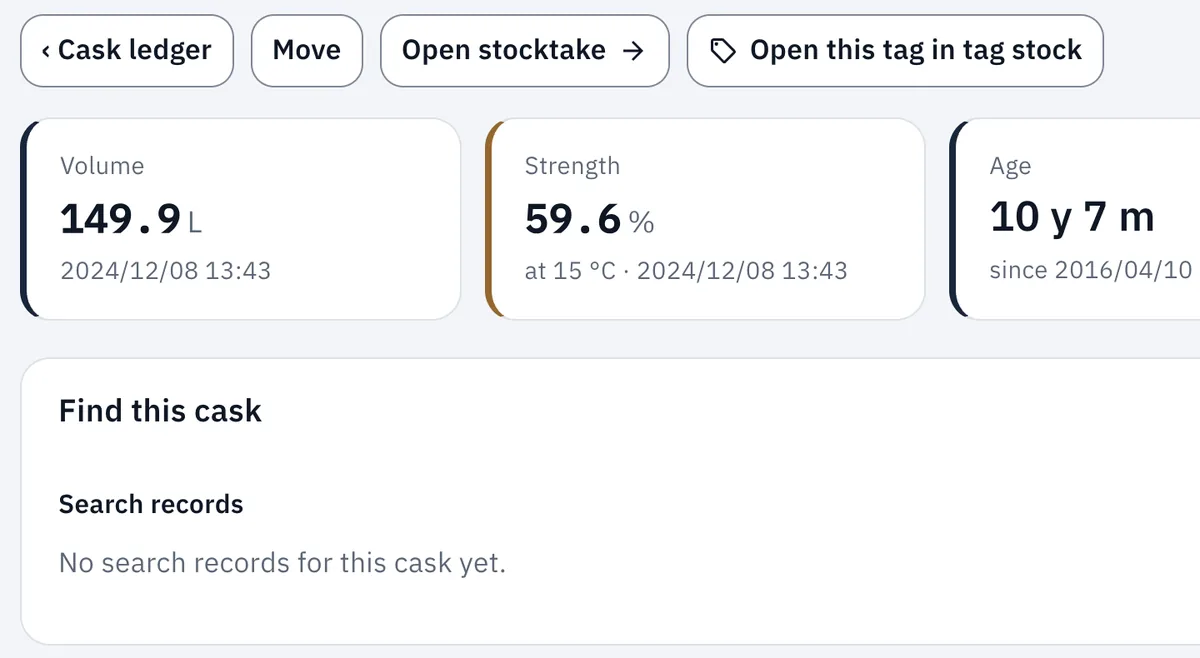 ‹ Cask ledger
Move
Open stocktake →
Open this tag in tag stock
Volume
149.9 L
2024/12/08 13:43
Strength
59.6 %
at 15 °C · 2024/12/08 13:43
Age
10 y 7 m
since 2016/04/10
Find this cask
Search records
No search records for this cask yet.